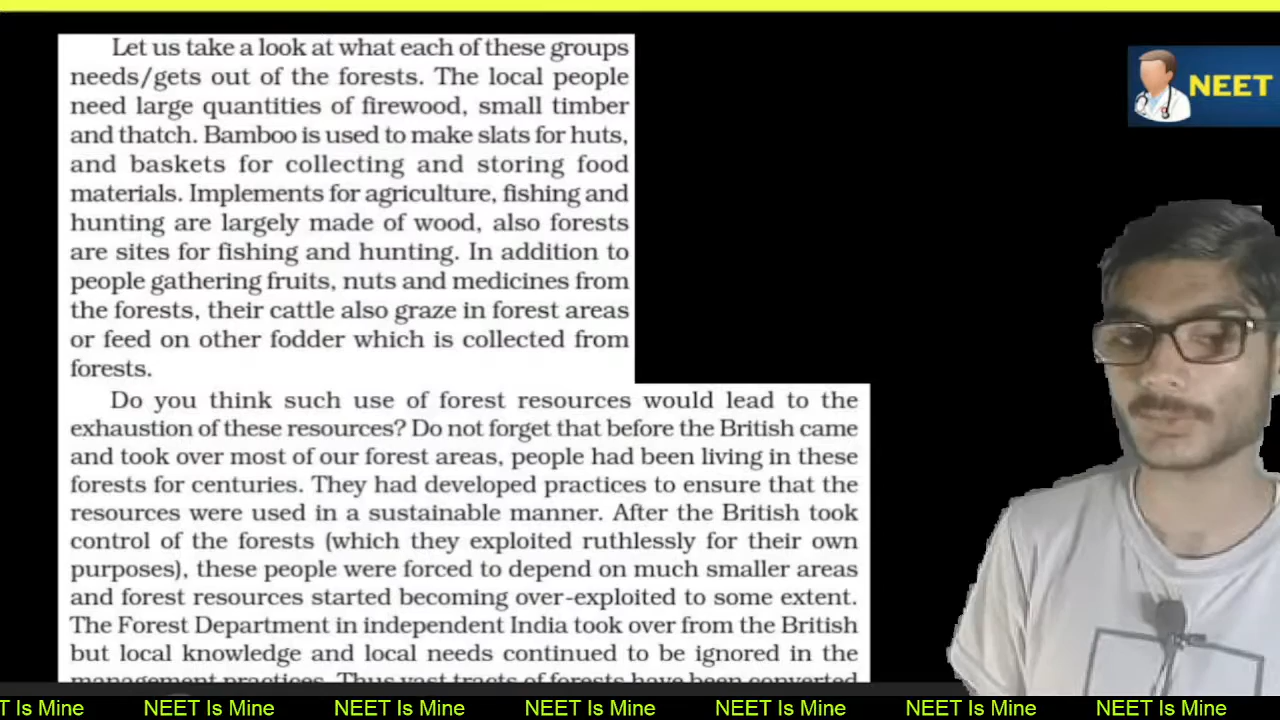 Let us take a look at what each of these groups
needs/gets out of the forests. The local people
need large quantities of firewood, small timber
and thatch. Bamboo is used to make slats for huts,
and baskets for collecting and storing food
materials. Implements for agriculture, fishing and
hunting are largely made of wood, also forests
are sites for fishing and hunting. In addition to
people gathering fruits, nuts and medicines from
the forests, their cattle also graze in forest areas
or feed on other fodder which is collected from
forests.
Do you think such use of forest resources would lead to the
exhaustion of these resources? Do not forget that before the British came
and took over most of our forest areas, people had been living in these
forests for centuries. They had developed practices to ensure that the
resources were used in a sustainable manner. After the British took
control of the forests (which they exploited ruthlessly for their own
purposes), these people were forced to depend on much smaller areas
and forest resources started becoming over-exploited to some extent.
The Forest Department in independent India took over from the British
but local knowledge and local needs continued to be ignored in the
management practices. Thus vast tracts of forests have been converted
NEET
T Is Mine NEET Is Mine NEET Is Mine NEET Is Mine NEET Is Mine NEET Is Mine NEET Is Mine